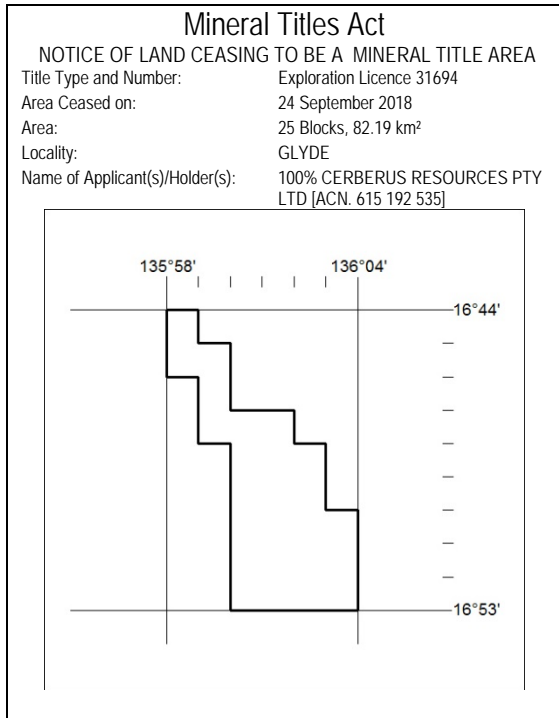 Mineral Titles Act
NOTICE OF LAND CEASING TO BE A MINERAL TITLE AREA
Title Type and Number: Exploration Licence 31694
Area Ceased on: 24 September 2018
Area: 25 Blocks, 82.19 km²
Locality: GLYDE
Name of Applicant(s)/Holder(s): 100% CERBERUS RESOURCES PTY
LTD [ACN. 615 192 535]
135°58' 136°04'
16°44'
16°53'